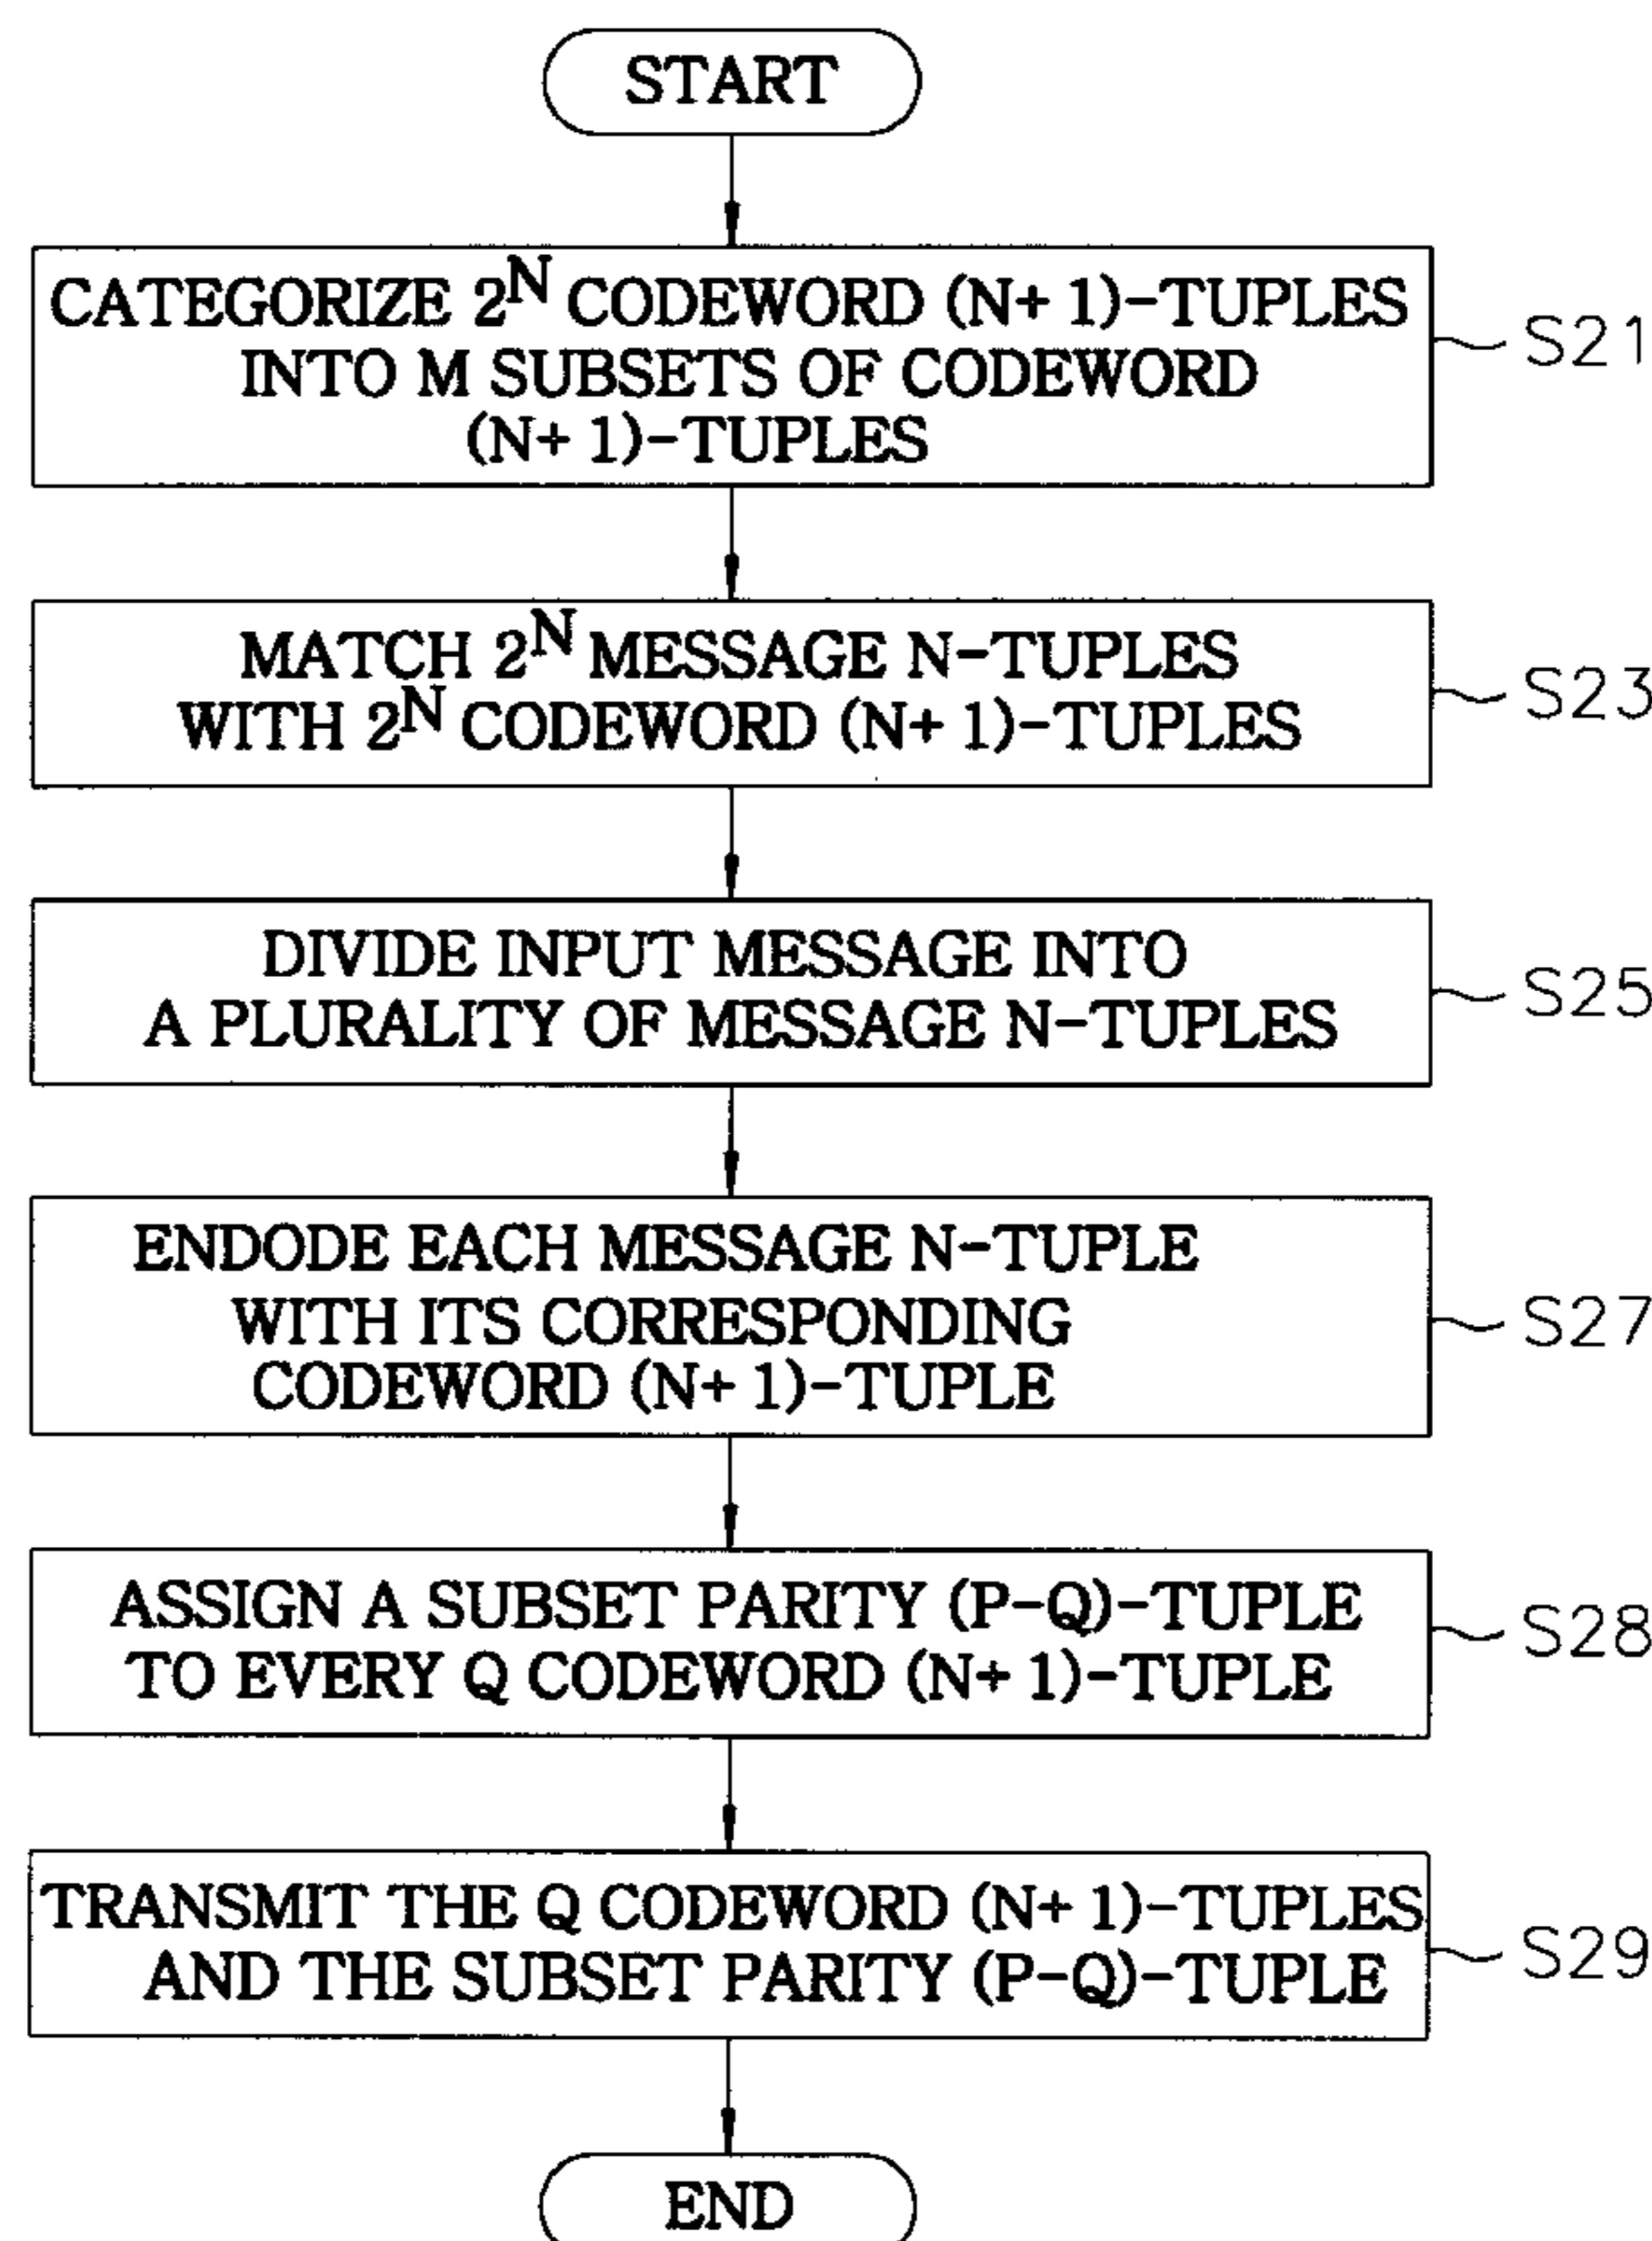 START
CATEGORIZE 2^N CODEWORD (N+1)-TUPLES
INTO M SUBSETS OF CODEWORD
(N+1)-TUPLES
S21
MATCH 2^N MESSAGE N-TUPLES
WITH 2^N CODEWORD (N+1)-TUPLES
S23
DIVIDE INPUT MESSAGE INTO
A PLURALITY OF MESSAGE N-TUPLES
S25
ENDODE EACH MESSAGE N-TUPLE
WITH ITS CORRESPONDING
CODEWORD (N+1)-TUPLE
S27
ASSIGN A SUBSET PARITY (P-Q)-TUPLE
TO EVERY Q CODEWORD (N+1)-TUPLE
S28
TRANSMIT THE Q CODEWORD (N+1)-TUPLES
AND THE SUBSET PARITY (P-Q)-TUPLE
S29
END